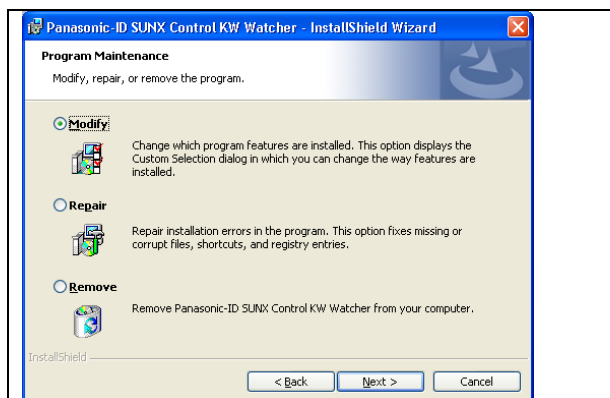 Panasonic-ID SUNX Control KW Watcher - InstallShield Wizard
Program Maintenance
Modify, repair, or remove the program.
Modify
Change which program features are installed. This option displays the
Custom Selection dialog in which you can change the way features are
installed.
Repair
Repair installation errors in the program. This option fixes missing or
corrupt files, shortcuts, and registry entries.
Remove
Remove Panasonic-ID SUNX Control KW Watcher from your computer.
InstallShield
< Back
Next >
Cancel